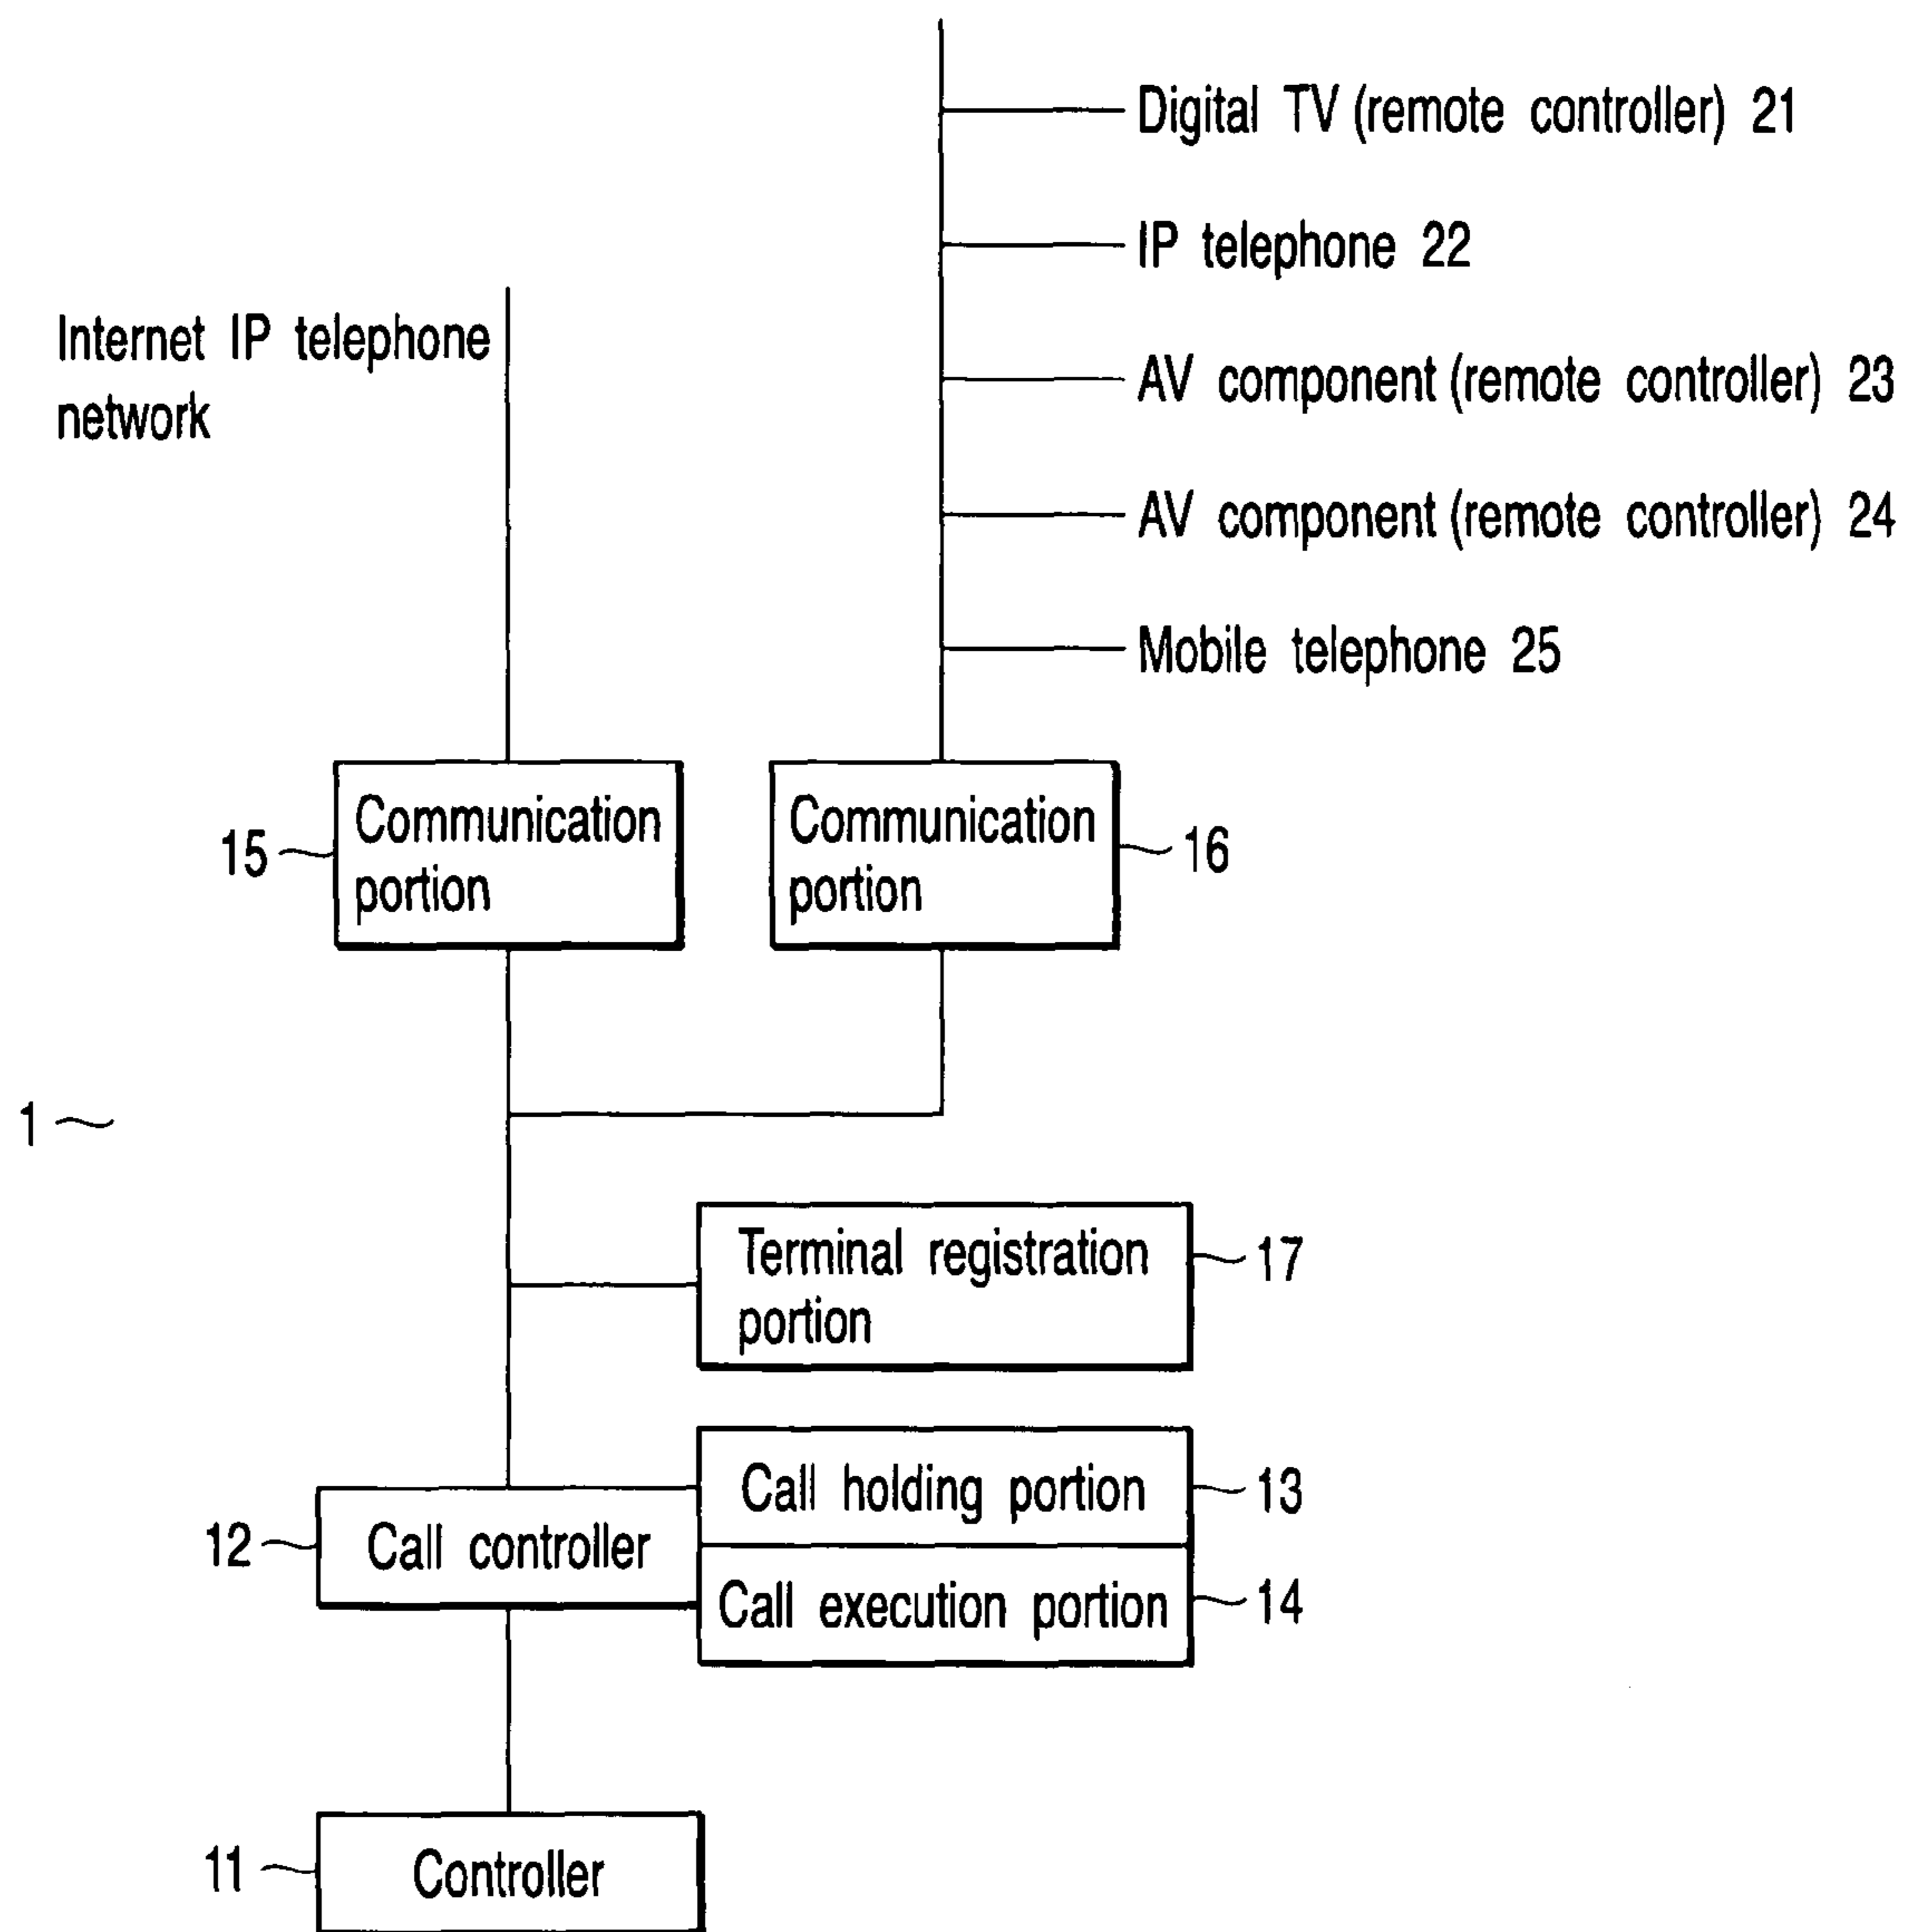 Digital TV (remote controller) 21
IP telephone 22
Internet IP telephone
network
AV component (remote controller) 23
AV component (remote controller) 24
Mobile telephone 25
15
Communication
portion
Communication
portion
16
1
Terminal registration
portion
17
Call holding portion
13
12
Call controller
Call execution portion
14
11
Controller